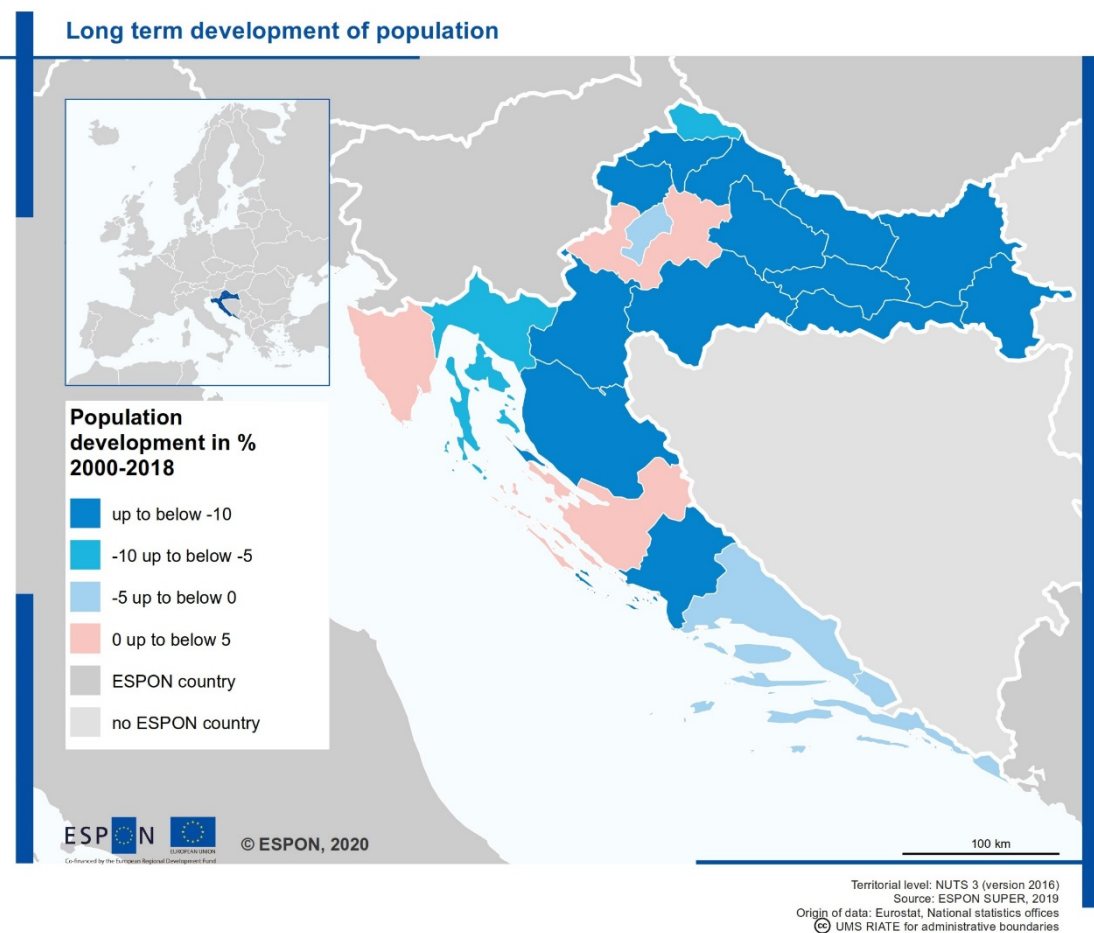 Long term development of population
Population
development in %
2000-2018
up to below -10
-10 up to below -5
-5 up to below 0
0 up to below 5
ESPON country
no ESPON country
ESPON
EUROPEAN UNION
Co-financed by the European Regional Development Fund
© ESPON, 2020
100 km
Territorial level: NUTS 3 (version 2016)
Source: ESPON SUPER, 2019
Origin of data: Eurostat, National statistics offices
cc UMS RIATE for administrative boundaries